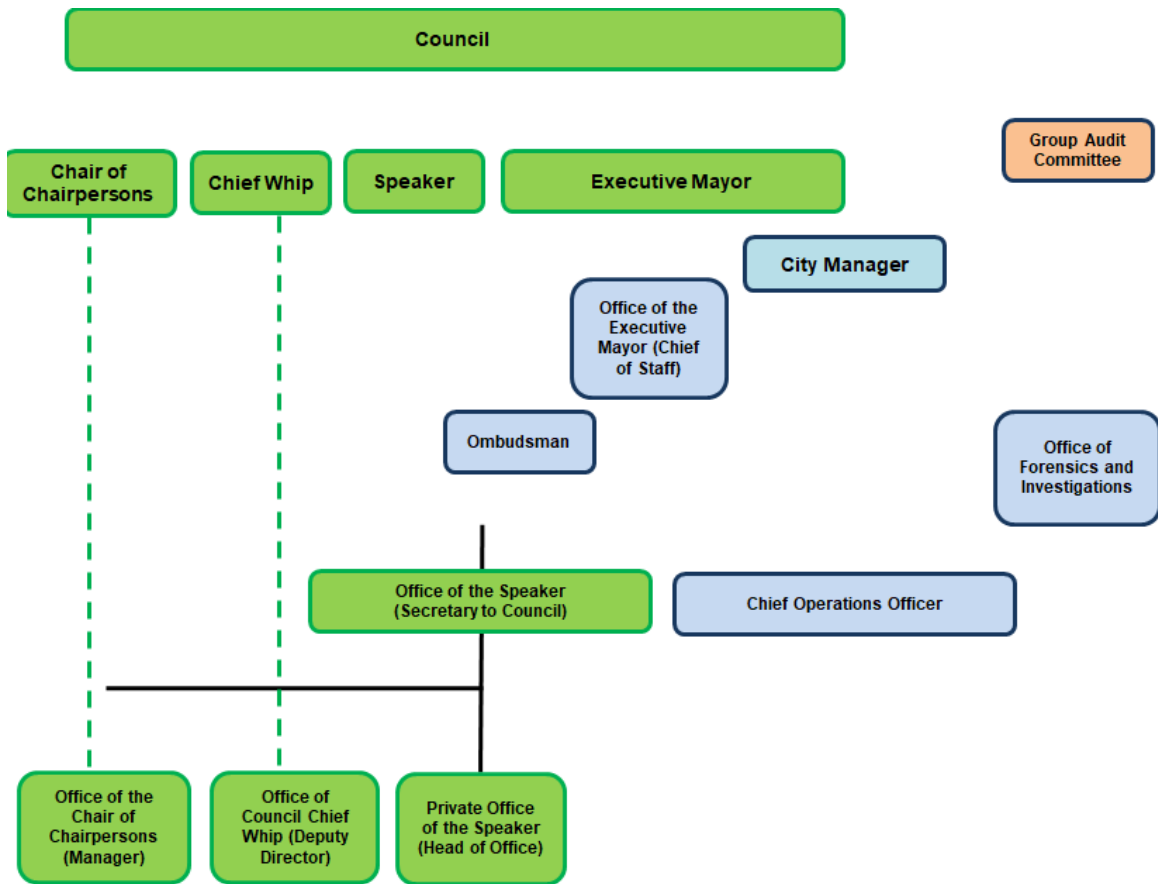 Council
Group Audit
Committee
Chair of
Chairpersons
Chief Whip
Speaker
Executive Mayor
City Manager
Office of the
Executive
Mayor (Chief
of Staff)
Ombudsman
Office of
Forensics and
Investigations
Office of the Speaker
(Secretary to Council)
Chief Operations Officer
Office of the
Chair of
Chairpersons
(Manager)
Office of
Council Chief
Whip (Deputy
Director)
Private Office
of the Speaker
(Head of Office)